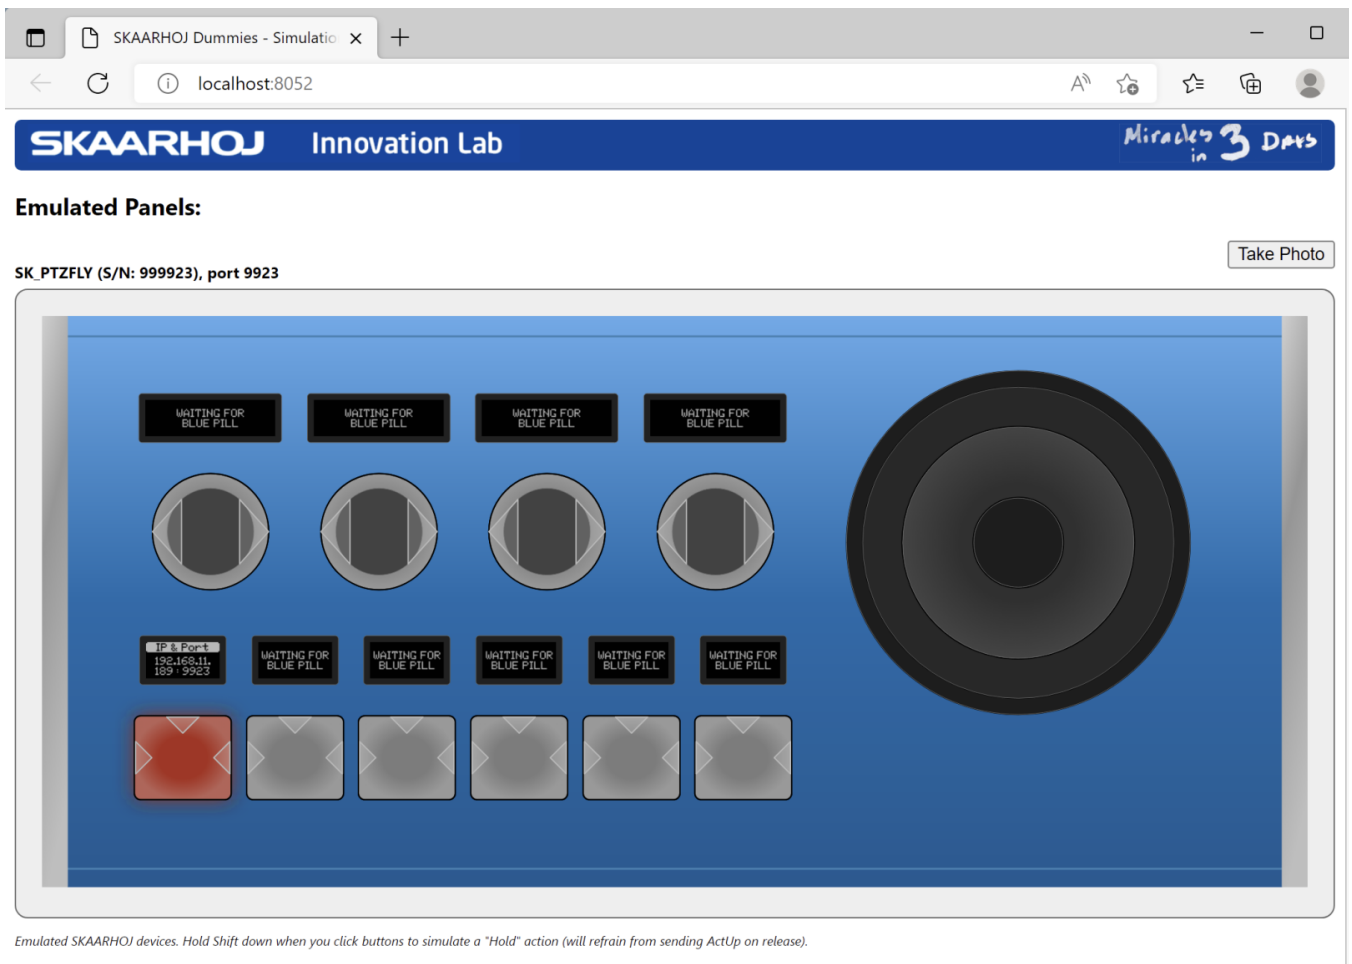 SKAARHOJ Dummies - Simulatio
localhost:8052
SKAARHOJ Innovation Lab
Miracles in 3 Days
Emulated Panels:
Take Photo
SK_PTZFLY (S/N: 999923), port 9923
WAITING FOR
BLUE PILL
WAITING FOR
BLUE PILL
WAITING FOR
BLUE PILL
WAITING FOR
BLUE PILL
IP & Port
192.168.11.
189:9923
WAITING FOR
BLUE PILL
WAITING FOR
BLUE PILL
WAITING FOR
BLUE PILL
WAITING FOR
BLUE PILL
WAITING FOR
BLUE PILL
Emulated SKAARHOJ devices. Hold Shift down when you click buttons to simulate a "Hold" action (will refrain from sending ActUp on release).